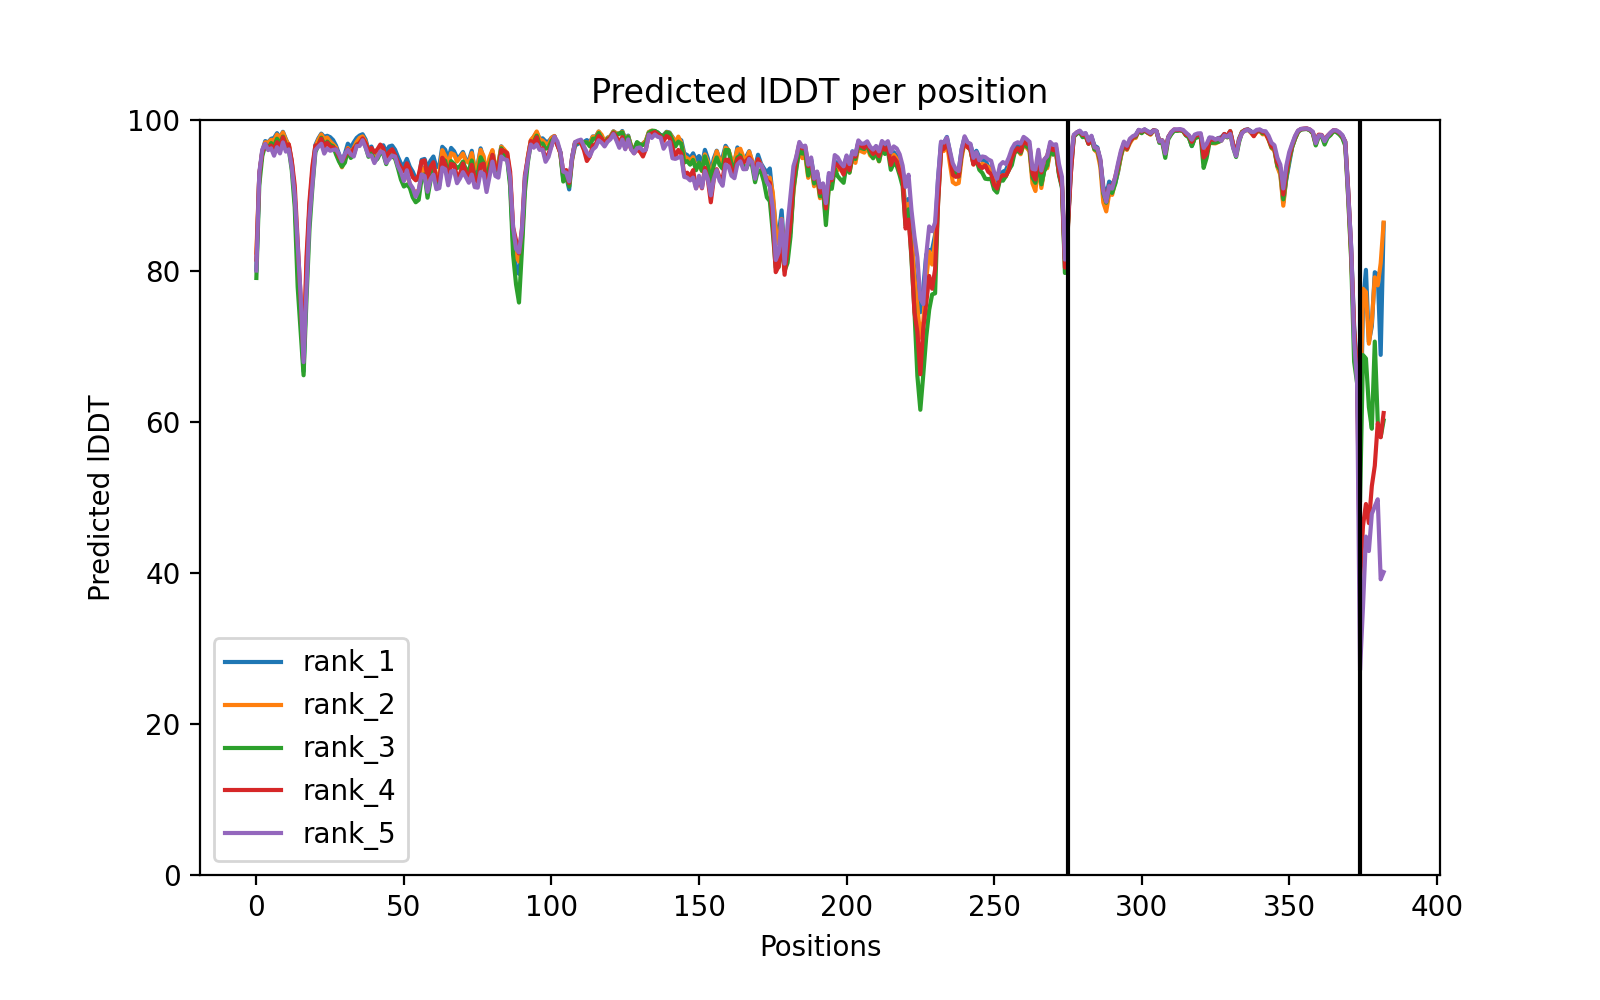 Predicted lDDT per position
100
80
60
40
20
0
Predicted lDDT
rank_1
rank_2
rank_3
rank_4
rank_5
0 50 100 150 200 250 300 350 400
Positions